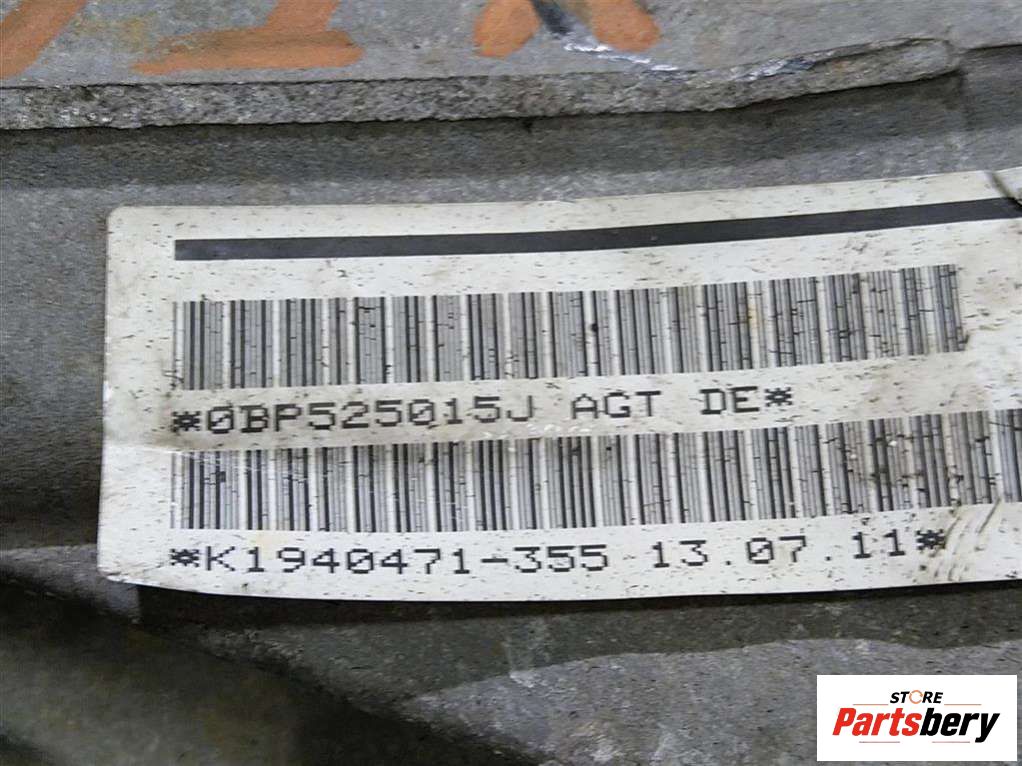 *0BP525015J AGT DE*
*K1940471-355 13.07.11*
STORE
Partsbery